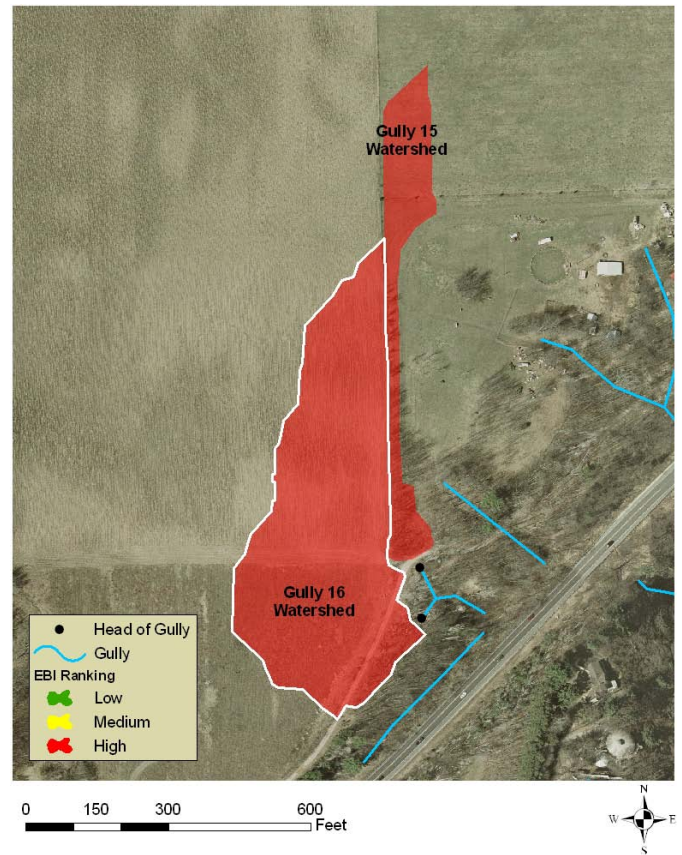 Gully 15
Watershed
Gully 16
Watershed
Head of Gully
Gully
EBI Ranking
Low
Medium
High
0 150 300 600
Feet
N
W E
S